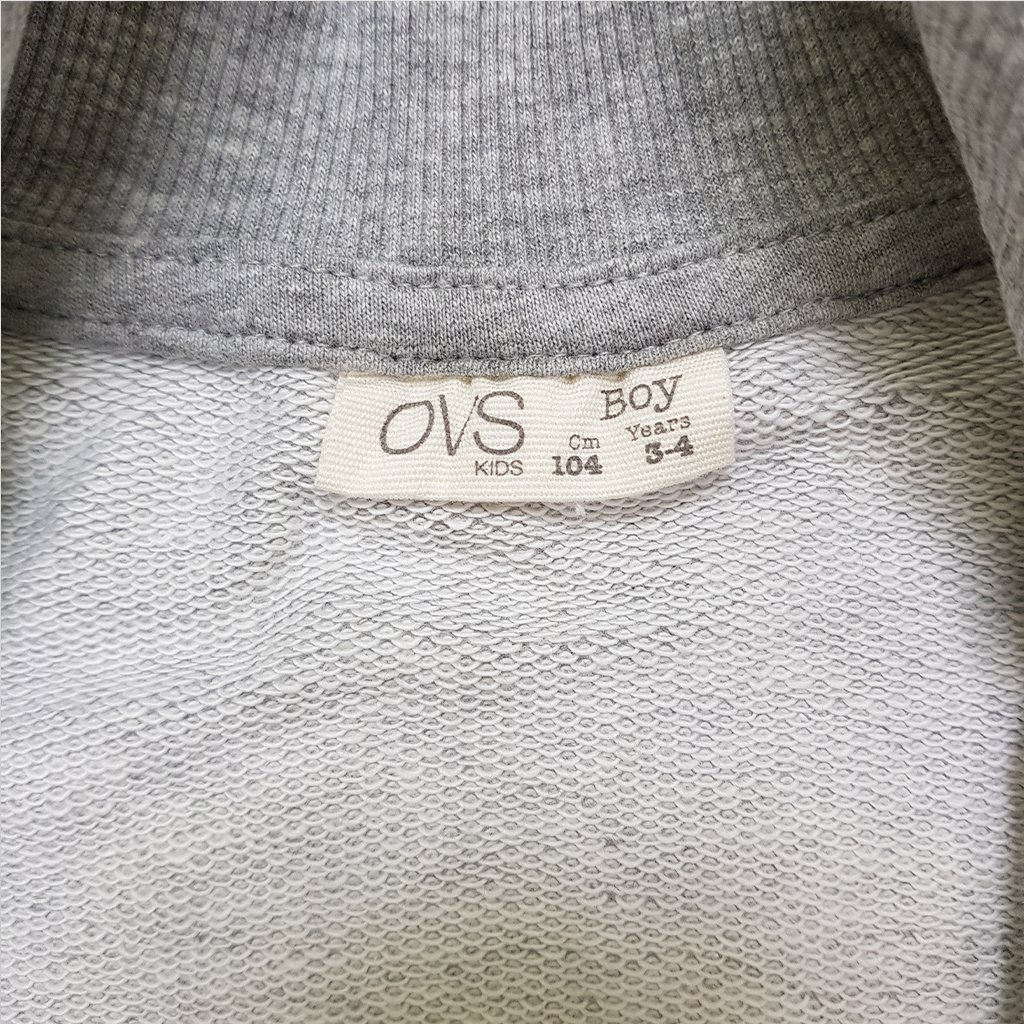 OVS
KIDS
Boy
Cm Years
104 3-4